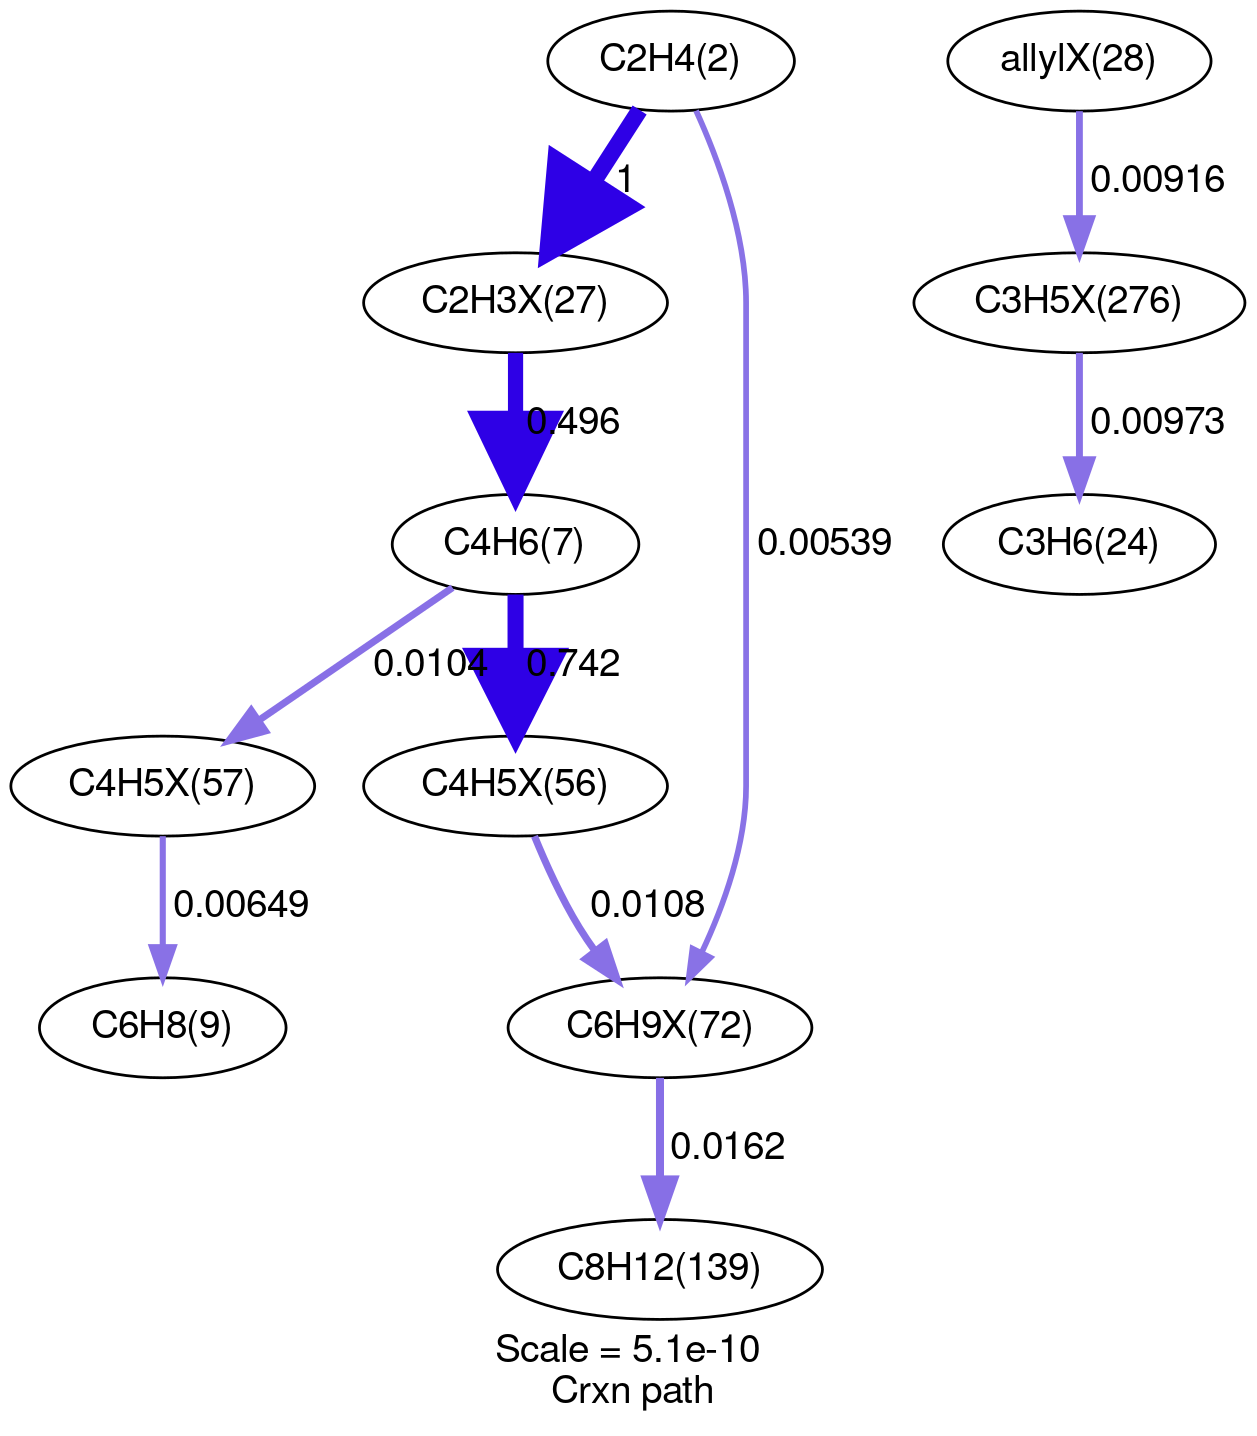 C2H4(2)
allylX(28)
1
0.00916
C2H3X(27)
C3H5X(276)
0.496
0.00973
C4H6(7)
0.00539
C3H6(24)
0.0104
0.742
C4H5X(57)
C4H5X(56)
0.00649
0.0108
C6H8(9)
C6H9X(72)
0.0162
C8H12(139)
Scale = 5.1e-10
Crxn path